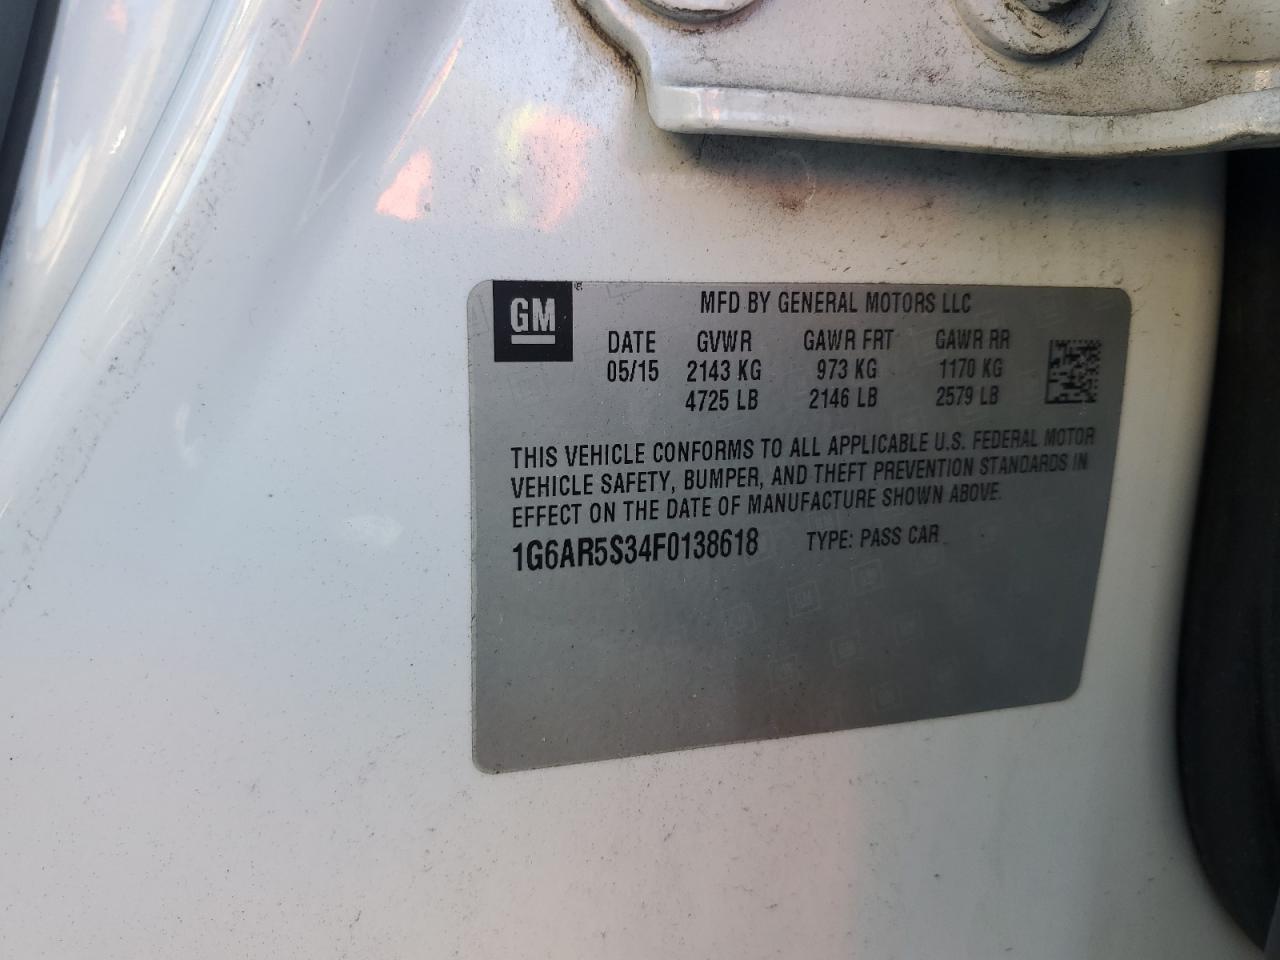 GM
MFD BY GENERAL MOTORS LLC
DATE GVWR GAWR FRT GAWR RR
05/15 2143 KG 973 KG 1170 KG
4725 LB 2146 LB 2579 LB
THIS VEHICLE CONFORMS TO ALL APPLICABLE U.S. FEDERAL MOTOR
VEHICLE SAFETY, BUMPER, AND THEFT PREVENTION STANDARDS IN
EFFECT ON THE DATE OF MANUFACTURE SHOWN ABOVE.
1G6AR5S34F0138618 TYPE: PASS CAR